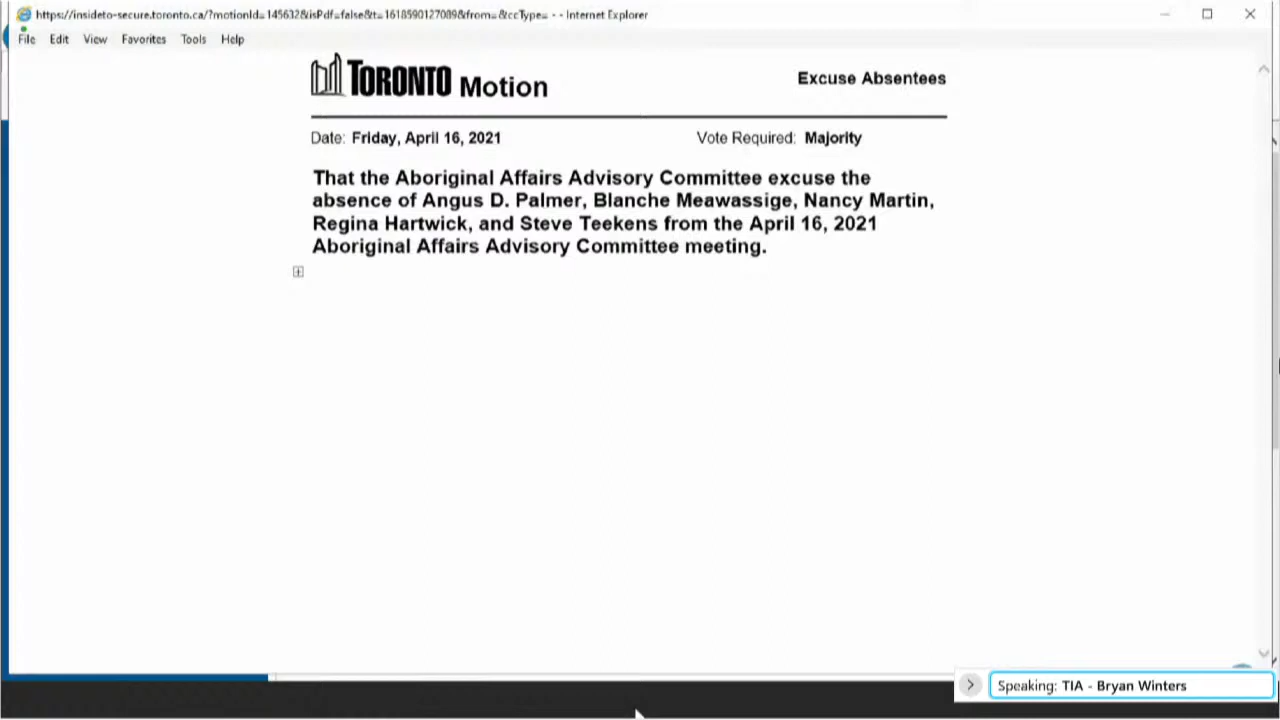 https://insideto-secure.toronto.ca/?motionId=145632&isPdf=false&t=1618590127089&from=&ccType= - - Internet Explorer
File Edit View Favorites Tools Help
TORONTO Motion
Excuse Absentees
Date: Friday, April 16, 2021
Vote Required: Majority
That the Aboriginal Affairs Advisory Committee excuse the
absence of Angus D. Palmer, Blanche Meawassige, Nancy Martin,
Regina Hartwick, and Steve Teekens from the April 16, 2021
Aboriginal Affairs Advisory Committee meeting.
Speaking: TIA - Bryan Winters